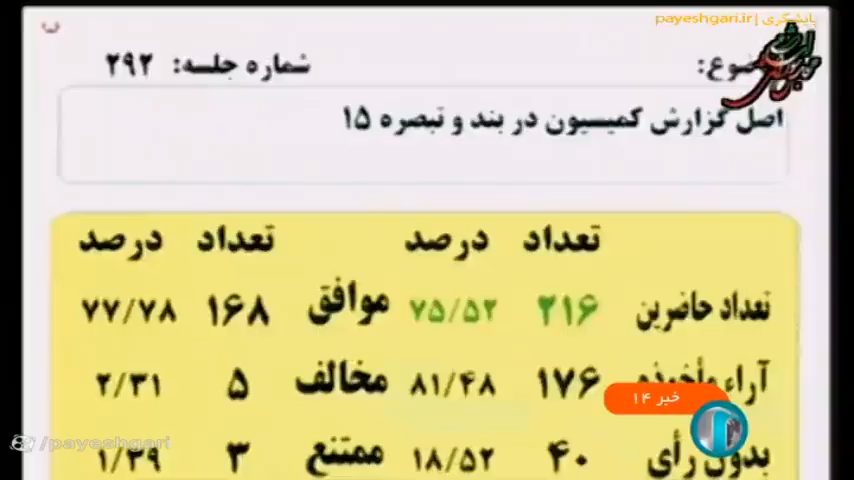 پایشگری | payeshgari.ir
شماره جلسه: ۲۹۲
اصل گزارش کمیسیون در بند و تبصره ۱۵
تعداد درصد تعداد درصد
تعداد حاضرین ۲۱۶ ۷۵/۵۲ موافق ۱۶۸ ۷۷/۷۸
آراء مأخوذه ۱۷۶ ۸۱/۴۸ مخالف ۵ ۲/۳۱
خبر ۱۴
بدون رأی ۴۰ ۱۸/۵۲ ممتنع ۳ ۱/۳۹
/payeshgari